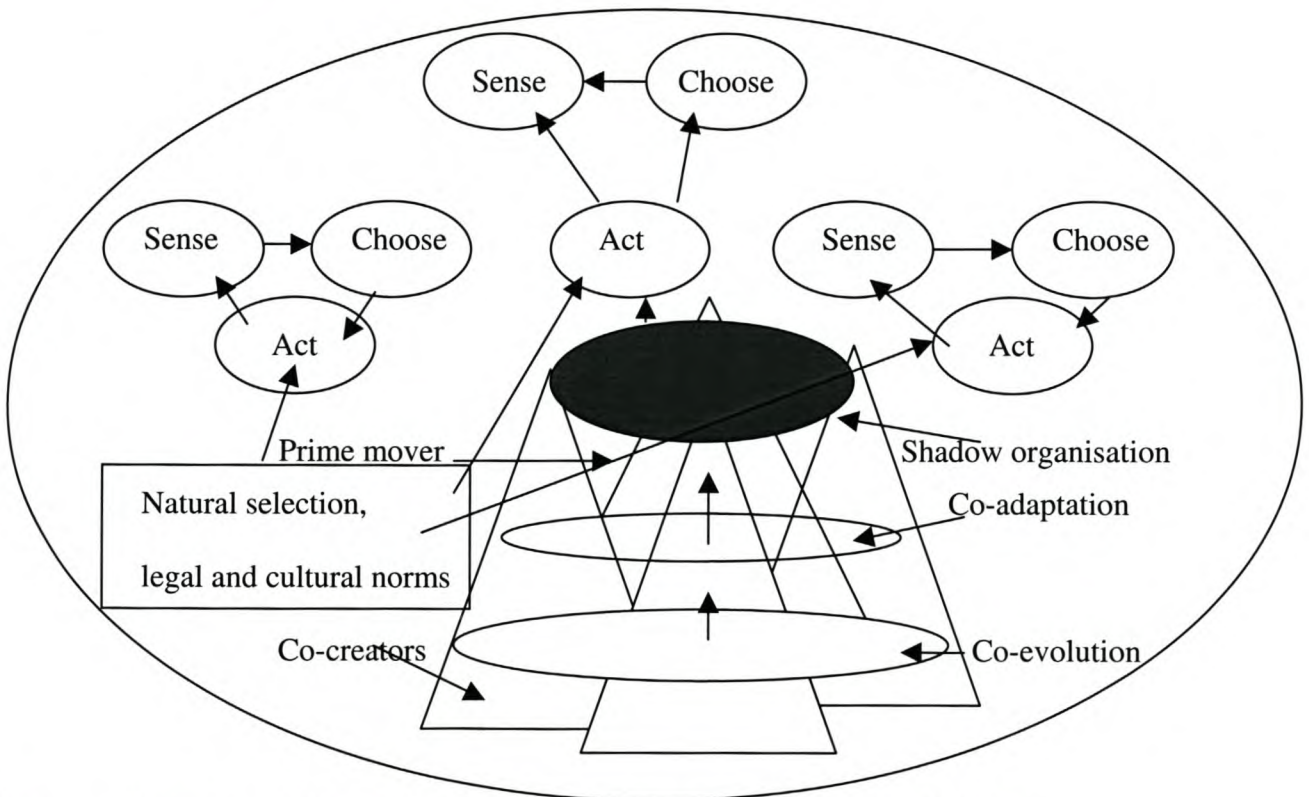 Sense
Choose
Sense
Choose
Act
Sense
Choose
Act
Act
Prime mover
Shadow organisation
Natural selection,
Co-adaptation
legal and cultural norms
Co-creators
Co-evolution